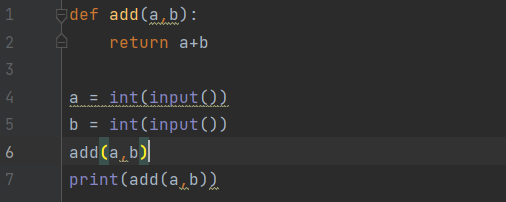 1 def add(a,b):
2     return a+b
3
4 a = int(input())
5 b = int(input())
6 add(a,b)
7 print(add(a,b))